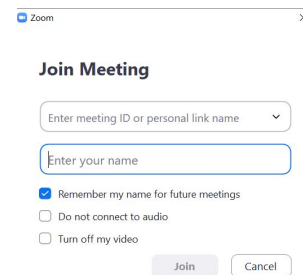 Zoom
Join Meeting
Enter meeting ID or personal link name
Enter your name
Remember my name for future meetings
Do not connect to audio
Turn off my video
Join Cancel